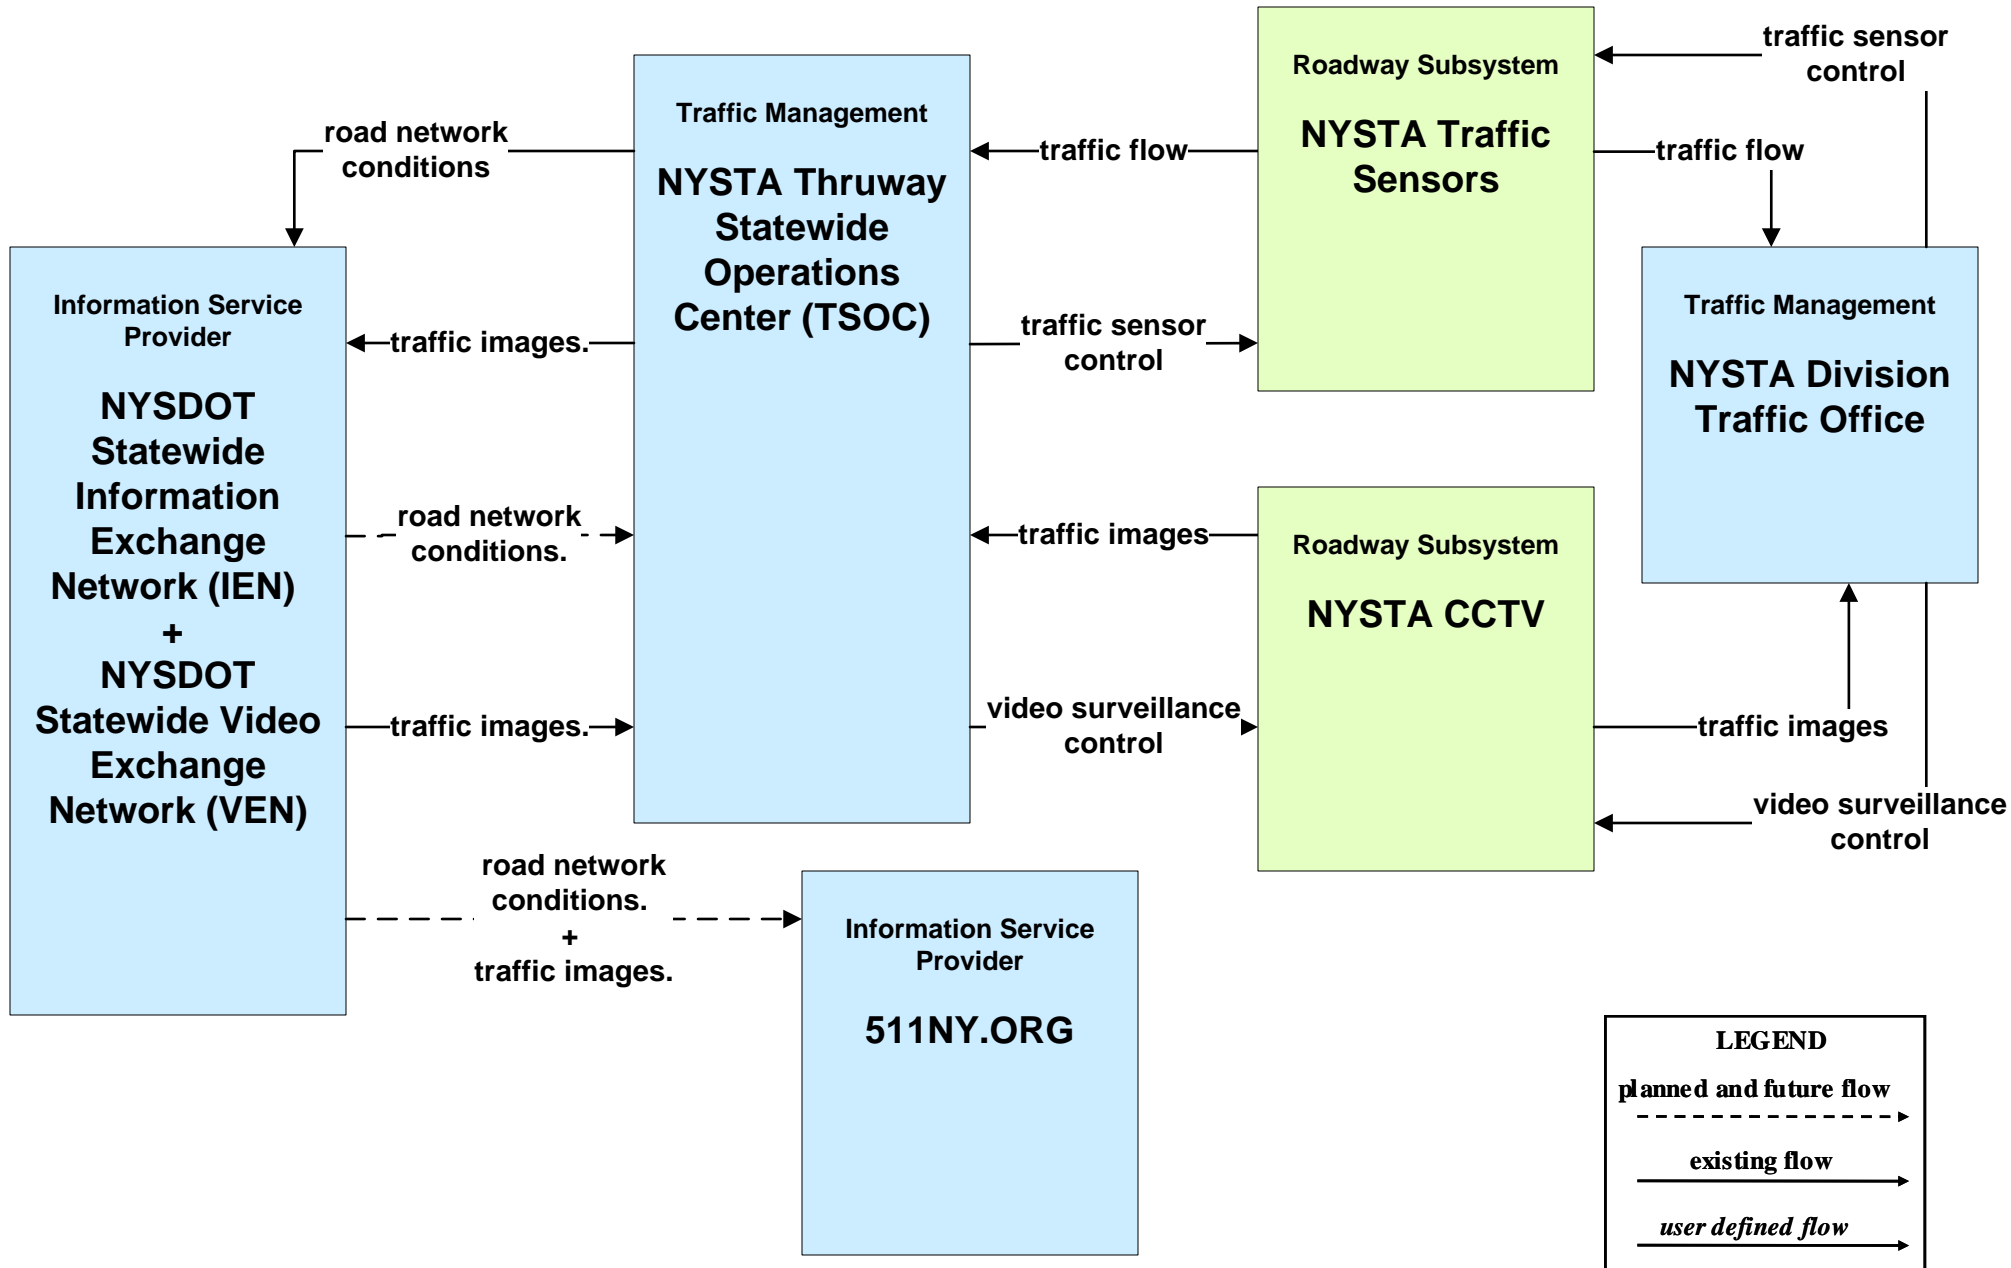 traffic sensor
control
Roadway Subsystem
NYSTA Traffic
Sensors
Traffic Management
NYSTA Thruway
Statewide
Operations
Center (TSOC)
road network
conditions
traffic flow
traffic flow
Information Service
Provider
NYSDOT
Statewide
Information
Exchange
Network (IEN)
+
NYSDOT
Statewide Video
Exchange
Network (VEN)
traffic images.
traffic sensor
control
Traffic Management
NYSTA Division
Traffic Office
road network
conditions.
traffic images
Roadway Subsystem
NYSTA CCTV
traffic images.
video surveillance
control
traffic images
video surveillance
control
road network
conditions.
+
traffic images.
Information Service
Provider
511NY.ORG
LEGEND
planned and future flow
existing flow
user defined flow